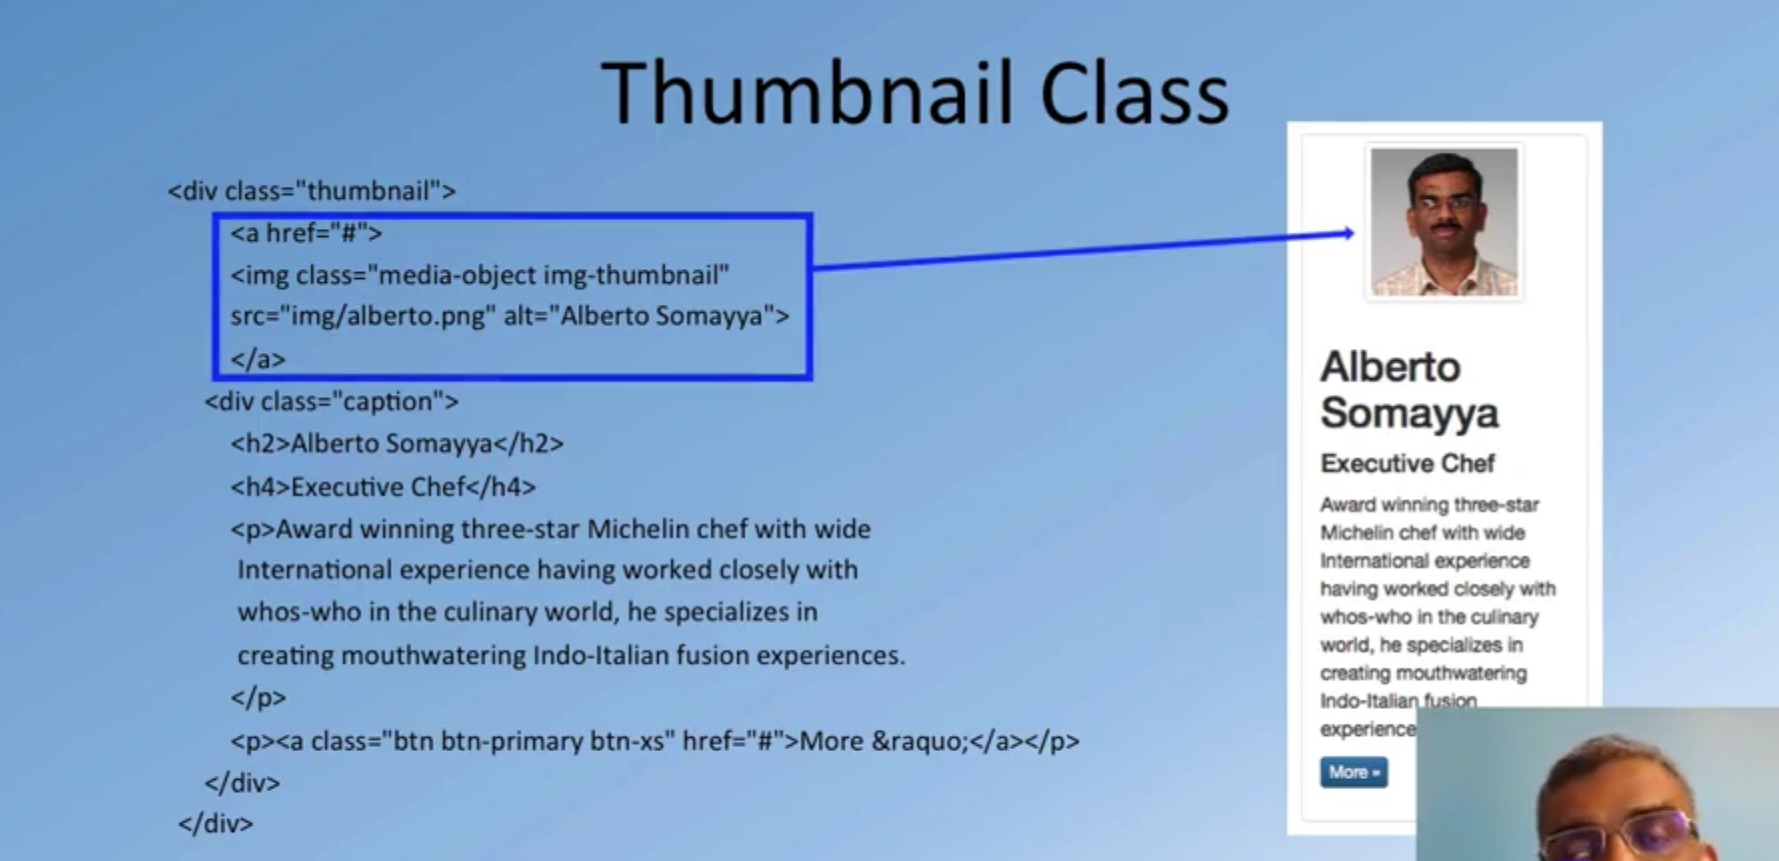 Thumbnail Class
<div class="thumbnail">
<a href="#">
<img class="media-object img-thumbnail"
src="img/alberto.png" alt="Alberto Somayya">
</a>
<div class="caption">
<h2>Alberto Somayya</h2>
<h4>Executive Chef</h4>
<p>Award winning three-star Michelin chef with wide
International experience having worked closely with
whos-who in the culinary world, he specializes in
creating mouthwatering Indo-Italian fusion experiences.
</p>
<p><a class="btn btn-primary btn-xs" href="#">More &raquo;</a></p>
</div>
</div>
Alberto
Somayya
Executive Chef
Award winning three-star
Michelin chef with wide
International experience
having worked closely with
whos-who in the culinary
world, he specializes in
creating mouthwatering
Indo-Italian fusion
experience
More »